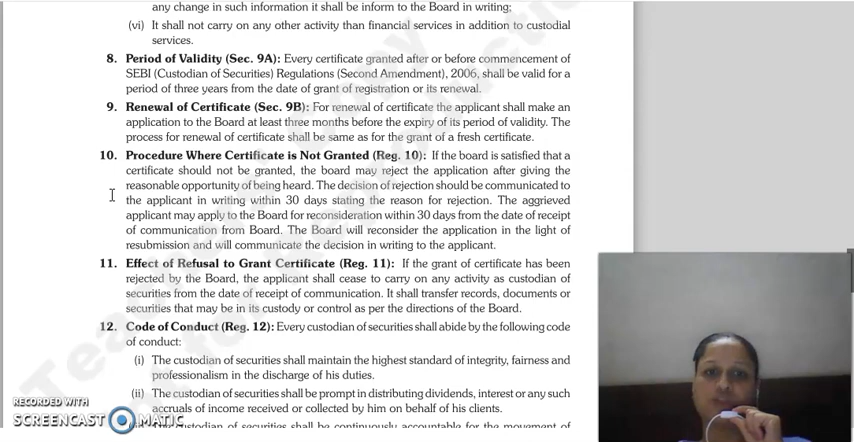 any change in such information it shall be inform to the Board in writing;
(vi) It shall not carry on any other activity than financial services in addition to custodial
services.
8. Period of Validity (Sec. 9A): Every certificate granted after or before commencement of
SEBI (Custodian of Securities) Regulations (Second Amendment), 2006, shall be valid for a
period of three years from the date of grant of registration or its renewal.
9. Renewal of Certificate (Sec. 9B): For renewal of certificate the applicant shall make an
application to the Board at least three months before the expiry of its period of validity. The
process for renewal of certificate shall be same as for the grant of a fresh certificate.
10. Procedure Where Certificate is Not Granted (Reg. 10): If the board is satisfied that a
certificate should not be granted, the board may reject the application after giving the
reasonable opportunity of being heard. The decision of rejection should be communicated to
the applicant in writing within 30 days stating the reason for rejection. The aggrieved
applicant may apply to the Board for reconsideration within 30 days from the date of receipt
of communication from Board. The Board will reconsider the application in the light of
resubmission and will communicate the decision in writing to the applicant.
11. Effect of Refusal to Grant Certificate (Reg. 11): If the grant of certificate has been
rejected by the Board, the applicant shall cease to carry on any activity as custodian of
securities from the date of receipt of communication. It shall transfer records, documents or
securities that may be in its custody or control as per the directions of the Board.
12. Code of Conduct (Reg. 12): Every custodian of securities shall abide by the following code
of conduct:
(i) The custodian of securities shall maintain the highest standard of integrity, fairness and
professionalism in the discharge of his duties.
(ii) The custodian of securities shall be prompt in distributing dividends, interest or any such
accruals of income received or collected by him on behalf of his clients.
custodian of securities shall be continuously accountable for the movement of
RECORDED WITH
SCREENCAST MATIC